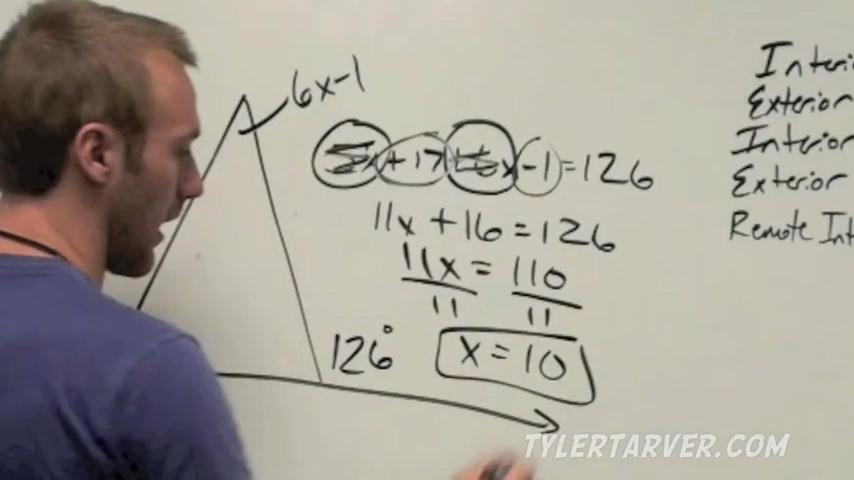 6x-1
5x+17+6x-1=126
11x+16=126
11x=110
11 11
x=10
126°
Interi
Exterior
Interior
Exterior
Remote Int
TYLERTARVER.COM